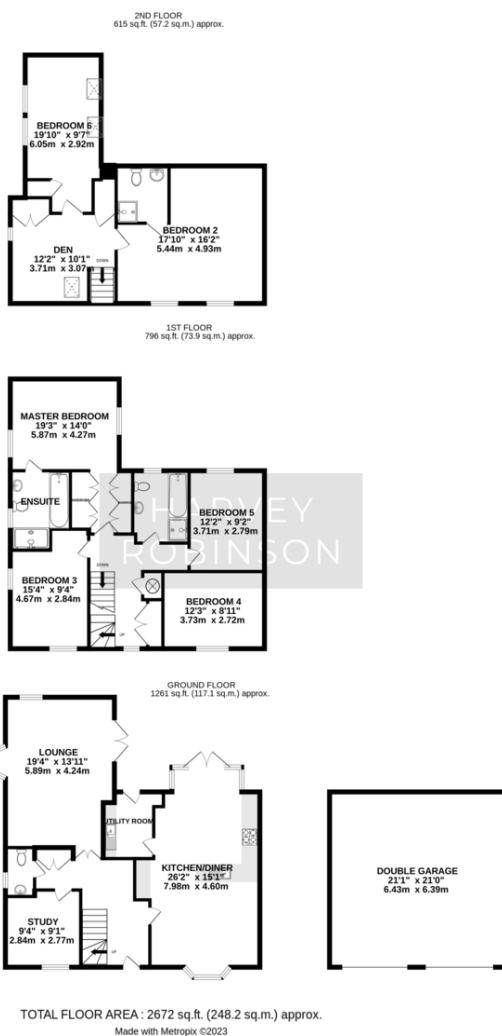 2ND FLOOR
615 sq.ft. (57.2 sq.m.) approx.
BEDROOM 6
19'10" x 9'7"
6.05m x 2.92m
BEDROOM 2
17'10" x 16'2"
5.44m x 4.93m
DEN
12'2" x 10'1"
3.71m x 3.07m
DOWN
1ST FLOOR
796 sq.ft. (73.9 sq.m.) approx.
MASTER BEDROOM
19'3" x 14'0"
5.87m x 4.27m
ENSUITE
HARVEY
ROBINSON
BEDROOM 5
12'2" x 9'2"
3.71m x 2.79m
DOWN
BEDROOM 3
15'4" x 9'4"
4.67m x 2.84m
BEDROOM 4
12'3" x 8'11"
3.73m x 2.72m
UP
GROUND FLOOR
1261 sq.ft. (117.1 sq.m.) approx.
LOUNGE
19'4" x 13'11"
5.89m x 4.24m
UTILITY ROOM
KITCHEN/DINER
26'2" x 15'1"
7.98m x 4.60m
DOUBLE GARAGE
21'1" x 21'0"
6.43m x 6.39m
STUDY
9'4" x 9'1"
2.84m x 2.77m
UP
TOTAL FLOOR AREA : 2672 sq.ft. (248.2 sq.m.) approx.
Made with Metropix ©2023